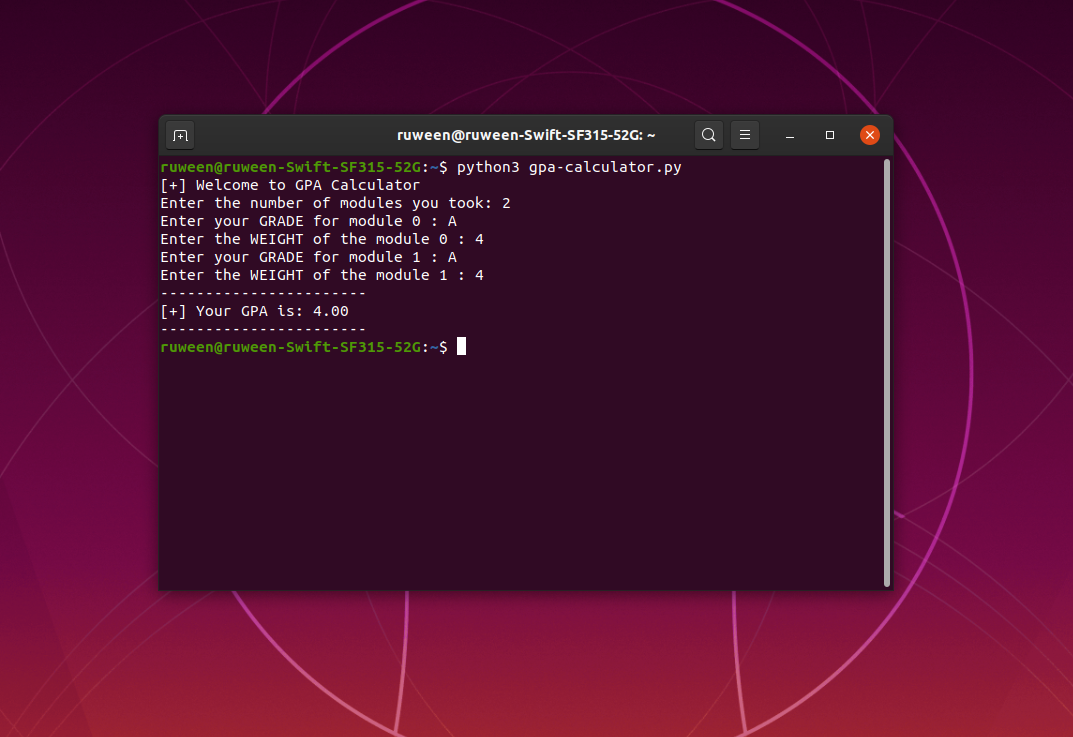 ruween@ruween-Swift-SF315-52G: ~
ruween@ruween-Swift-SF315-52G:~$ python3 gpa-calculator.py
[+] Welcome to GPA Calculator
Enter the number of modules you took: 2
Enter your GRADE for module 0 : A
Enter the WEIGHT of the module 0 : 4
Enter your GRADE for module 1 : A
Enter the WEIGHT of the module 1 : 4
-----------------------
[+] Your GPA is: 4.00
-----------------------
ruween@ruween-Swift-SF315-52G:~$